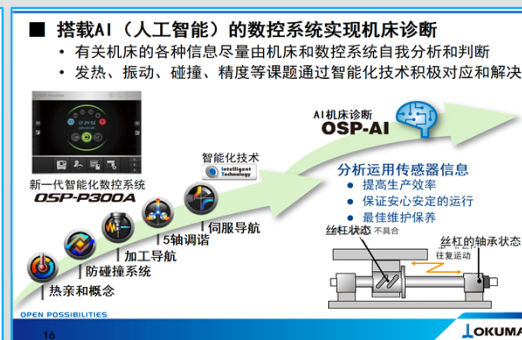 ■ 搭载AI（人工智能）的数控系统实现机床诊断
• 有关机床的各种信息尽量由机床和数控系统自我分析和判断
• 发热、振动、碰撞、精度等课题通过智能化技术积极对应和解决
AI机床诊断
OSP-AI
智能化技术
Intelligent
Technology
新一代智能化数控系统
OSP-P300A
分析运用传感器信息
• 提高生产效率
• 保证安心安定的运行
• 最佳维护保养
伺服导航
5轴调谐
加工导航
防碰撞系统
热亲和概念
丝杠状态
不具合
丝杠的轴承状态
往复运动
OPEN POSSIBILITIES
16
OKUMA